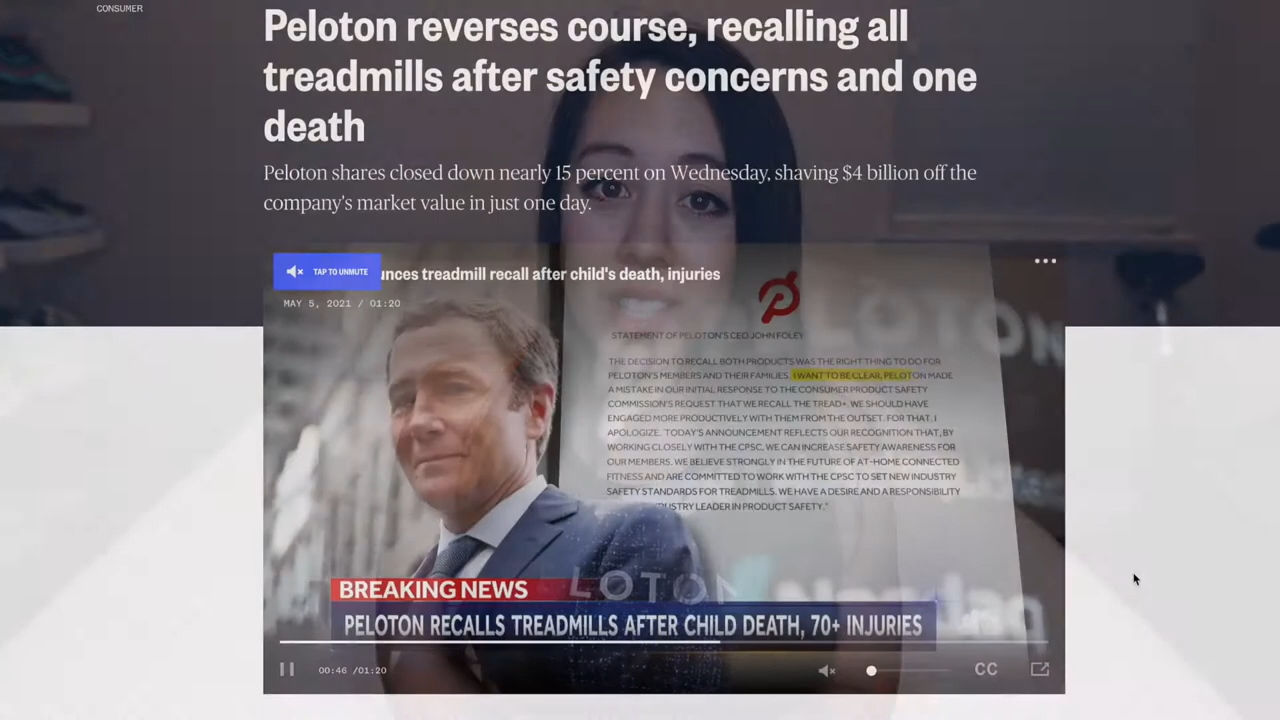 CONSUMER
Peloton reverses course, recalling all
treadmills after safety concerns and one
death
Peloton shares closed down nearly 15 percent on Wednesday, shaving $4 billion off the
company's market value in just one day.
TAP TO UNMUTE
unces treadmill recall after child's death, injuries
MAY 5, 2021 / 01:20
LOTON
STATEMENT OF PELOTON'S CEO JOHN FOLEY
THE DECISION TO RECALL BOTH PRODUCTS WAS THE RIGHT THING TO DO FOR
PELOTON'S MEMBERS AND THEIR FAMILIES. I WANT TO BE CLEAR, PELOTON MADE
A MISTAKE IN OUR INITIAL RESPONSE TO THE CONSUMER PRODUCT SAFETY
COMMISSION'S REQUEST THAT WE RECALL THE TREAD+. WE SHOULD HAVE
ENGAGED MORE PRODUCTIVELY WITH THEM FROM THE OUTSET. FOR THAT, I
APOLOGIZE. TODAY'S ANNOUNCEMENT REFLECTS OUR RECOGNITION THAT, BY
WORKING CLOSELY WITH THE CPSC, WE CAN INCREASE SAFETY AWARENESS FOR
OUR MEMBERS. WE BELIEVE STRONGLY IN THE FUTURE OF AT-HOME CONNECTED
FITNESS AND ARE COMMITTED TO WORK WITH THE CPSC TO SET NEW INDUSTRY
SAFETY STANDARDS FOR TREADMILLS. WE HAVE A DESIRE AND A RESPONSIBILITY
LEADER IN PRODUCT SAFETY."
BREAKING NEWS
LOTON
PELOTON RECALLS TREADMILLS AFTER CHILD DEATH, 70+ INJURIES
00:46 /01:20
CC